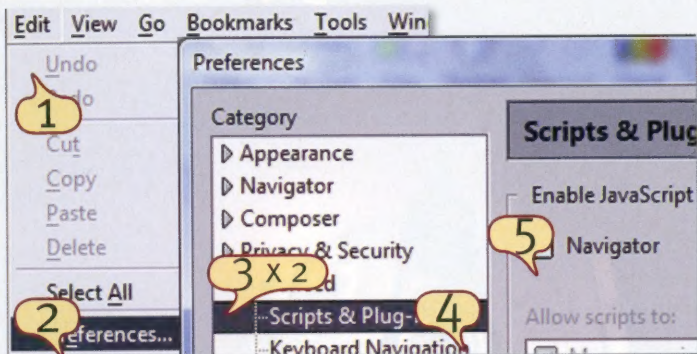 Edit View Go Bookmarks Tools Win
Undo
1
Cut
Copy
Paste
Delete
Select All
2
Preferences
Category
Appearance
Navigator
Composer
Privacy & Security
3 x 2
Scripts & Plug-
4
Keyboard Navigation
Scripts & Plug
Enable JavaScript
5
Navigator
Allow scripts to: